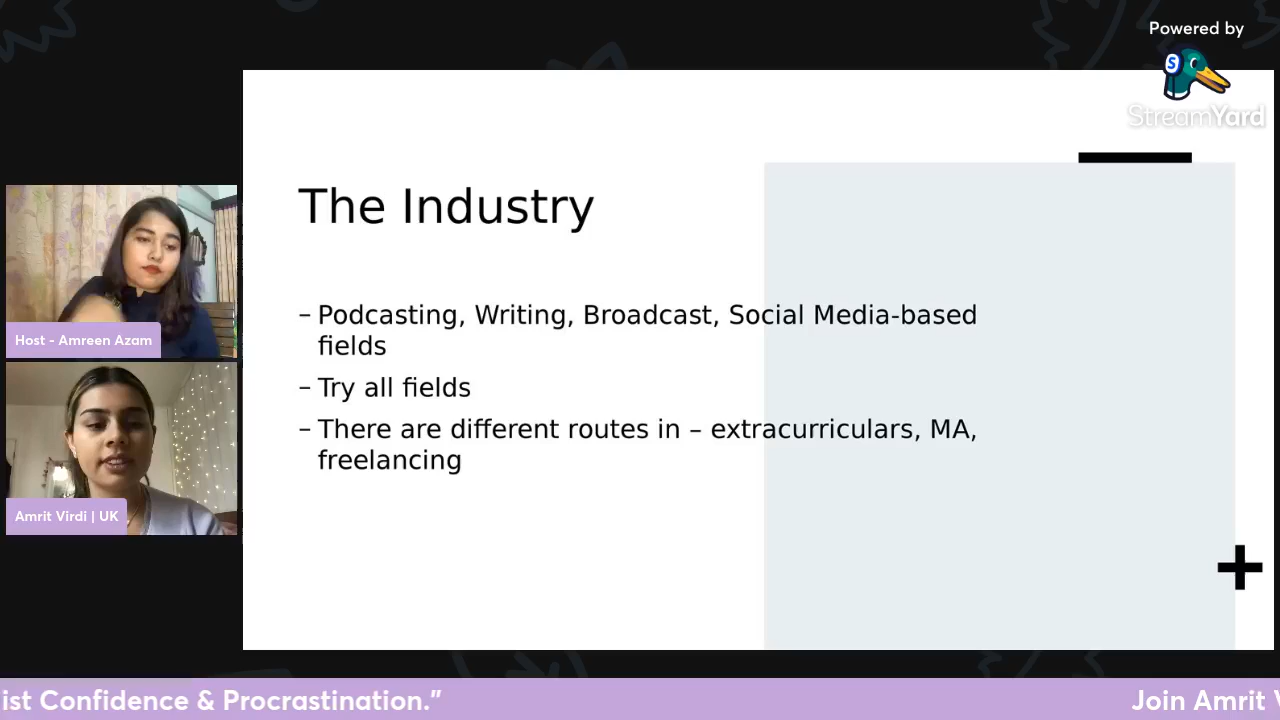 Powered by
S
StreamYard
The Industry
– Podcasting, Writing, Broadcast, Social Media-based
fields
– Try all fields
– There are different routes in – extracurriculars, MA,
freelancing
Host - Amreen Azam
Amrit Virdi | UK
ist Confidence & Procrastination.”
Join Amrit